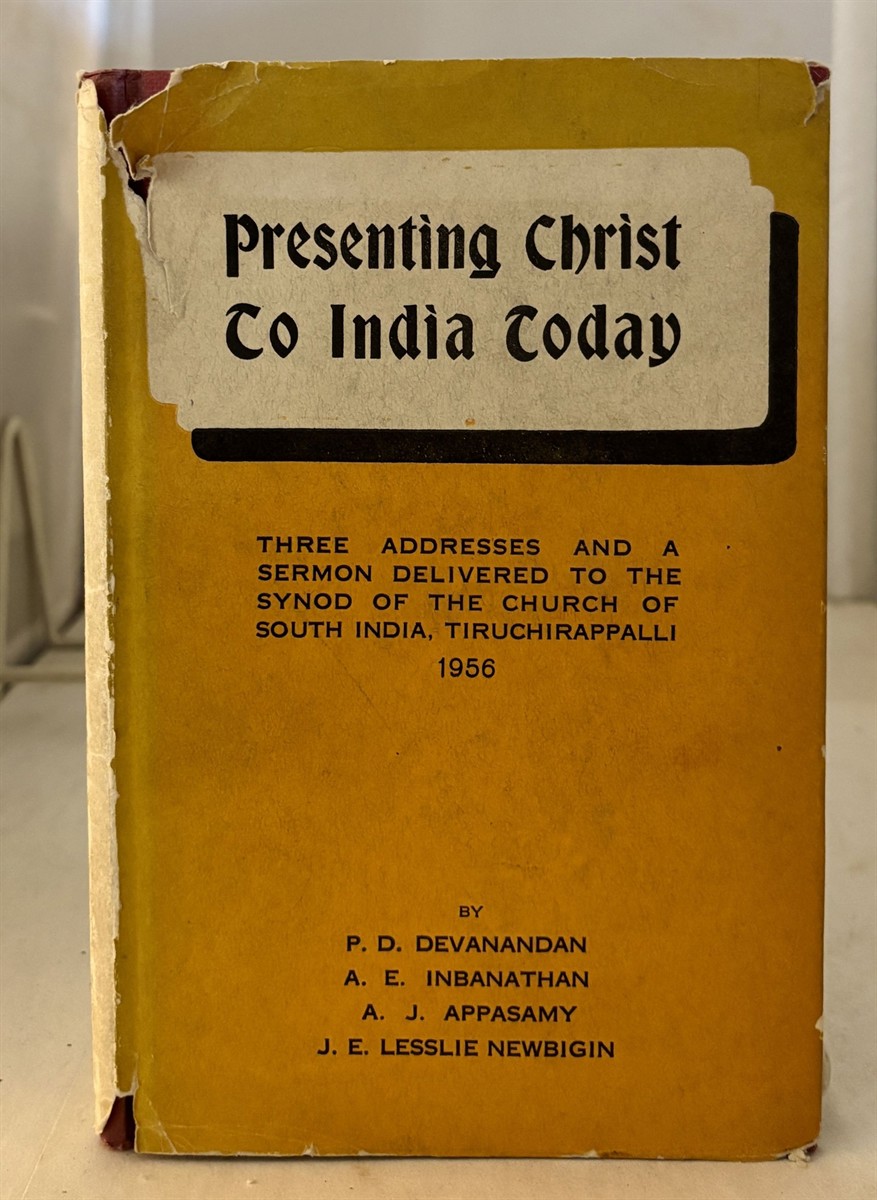 Presenting Christ
To India Today
THREE ADDRESSES AND A
SERMON DELIVERED TO THE
SYNOD OF THE CHURCH OF
SOUTH INDIA, TIRUCHIRAPPALLI
1956
BY
P. D. DEVANANDAN
A. E. INBANATHAN
A. J. APPASAMY
J. E. LESSLIE NEWBIGIN